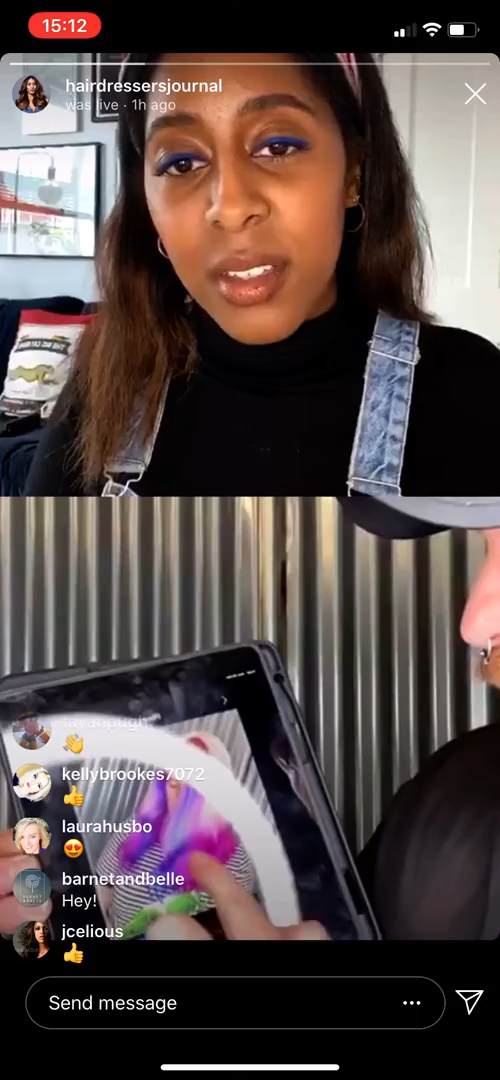 15:12
hairdressersjournal
was live · 1h ago
kellybrookes7072
👍
laurahusbo
😍
barnetandbelle
Hey!
jcelious
👍
Send message